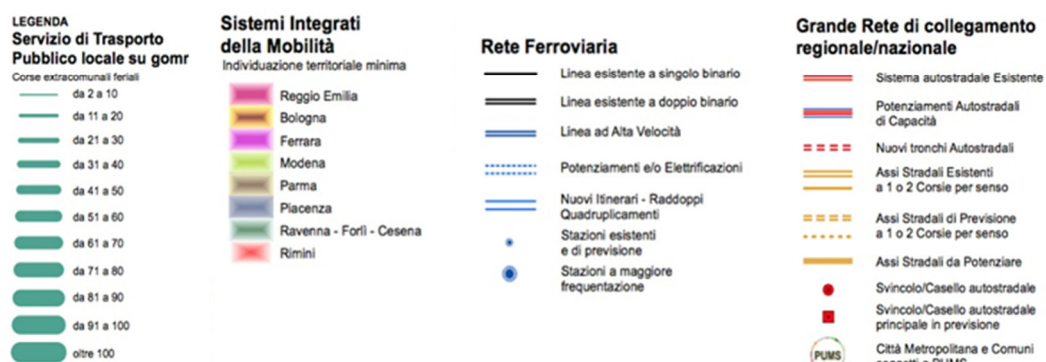 LEGENDA
Servizio di Trasporto
Pubblico locale su gomm
Corse extracomunali feriali
da 2 a 10
da 11 a 20
da 21 a 30
da 31 a 40
da 41 a 50
da 51 a 60
da 61 a 70
da 71 a 80
da 81 a 90
da 91 a 100
oltre 100
Sistemi Integrati
della Mobilità
Individuazione territoriale minima
Reggio Emilia
Bologna
Ferrara
Modena
Parma
Piacenza
Ravenna - Forlì - Cesena
Rimini
Rete Ferroviaria
Linea esistente a singolo binario
Linea esistente a doppio binario
Linea ad Alta Velocità
Potenziamenti e/o Elettrificazioni
Nuovi Itinerari - Raddoppi
Quadruplicamenti
Stazioni esistenti
e di previsione
Stazioni a maggiore
frequentazione
Grande Rete di collegamento
regionale/nazionale
Sistema autostradale Esistente
Potenziamenti Autostradali
di Capacità
Nuovi tronchi Autostradali
Assi Stradali Esistenti
a 1 o 2 Corsie per senso
Assi Stradali di Previsione
a 1 o 2 Corsie per senso
Assi Stradali da Potenziare
Svincolo/Casello autostradale
Svincolo/Casello autostradale
principale in previsione
PUMS
Città Metropolitana e Comuni